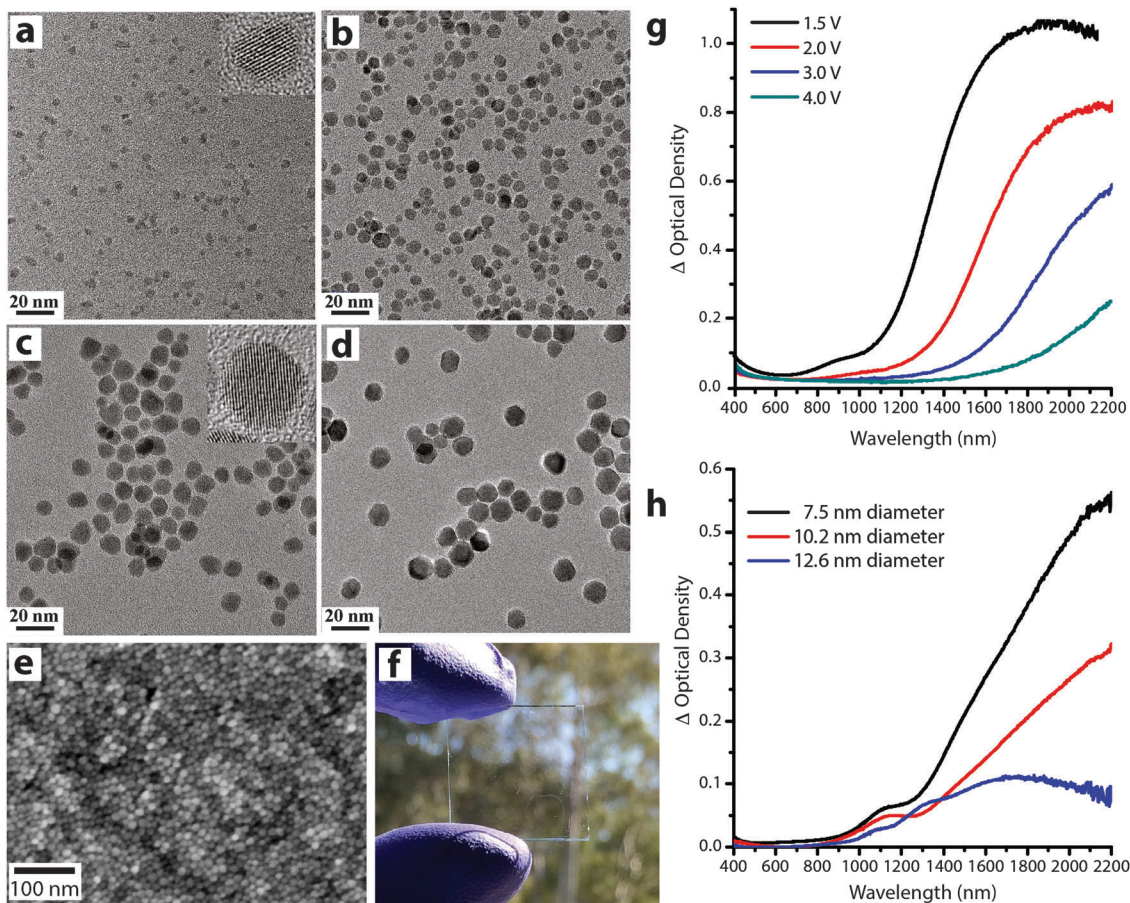 a
20 nm
b
20 nm
c
20 nm
d
20 nm
e
100 nm
f
g
1.5 V
2.0 V
3.0 V
4.0 V
Δ Optical Density
1.0
0.8
0.6
0.4
0.2
0.0
400 600 800 1000 1200 1400 1600 1800 2000 2200
Wavelength (nm)
h
7.5 nm diameter
10.2 nm diameter
12.6 nm diameter
Δ Optical Density
0.6
0.5
0.4
0.3
0.2
0.1
0.0
400 600 800 1000 1200 1400 1600 1800 2000 2200
Wavelength (nm)